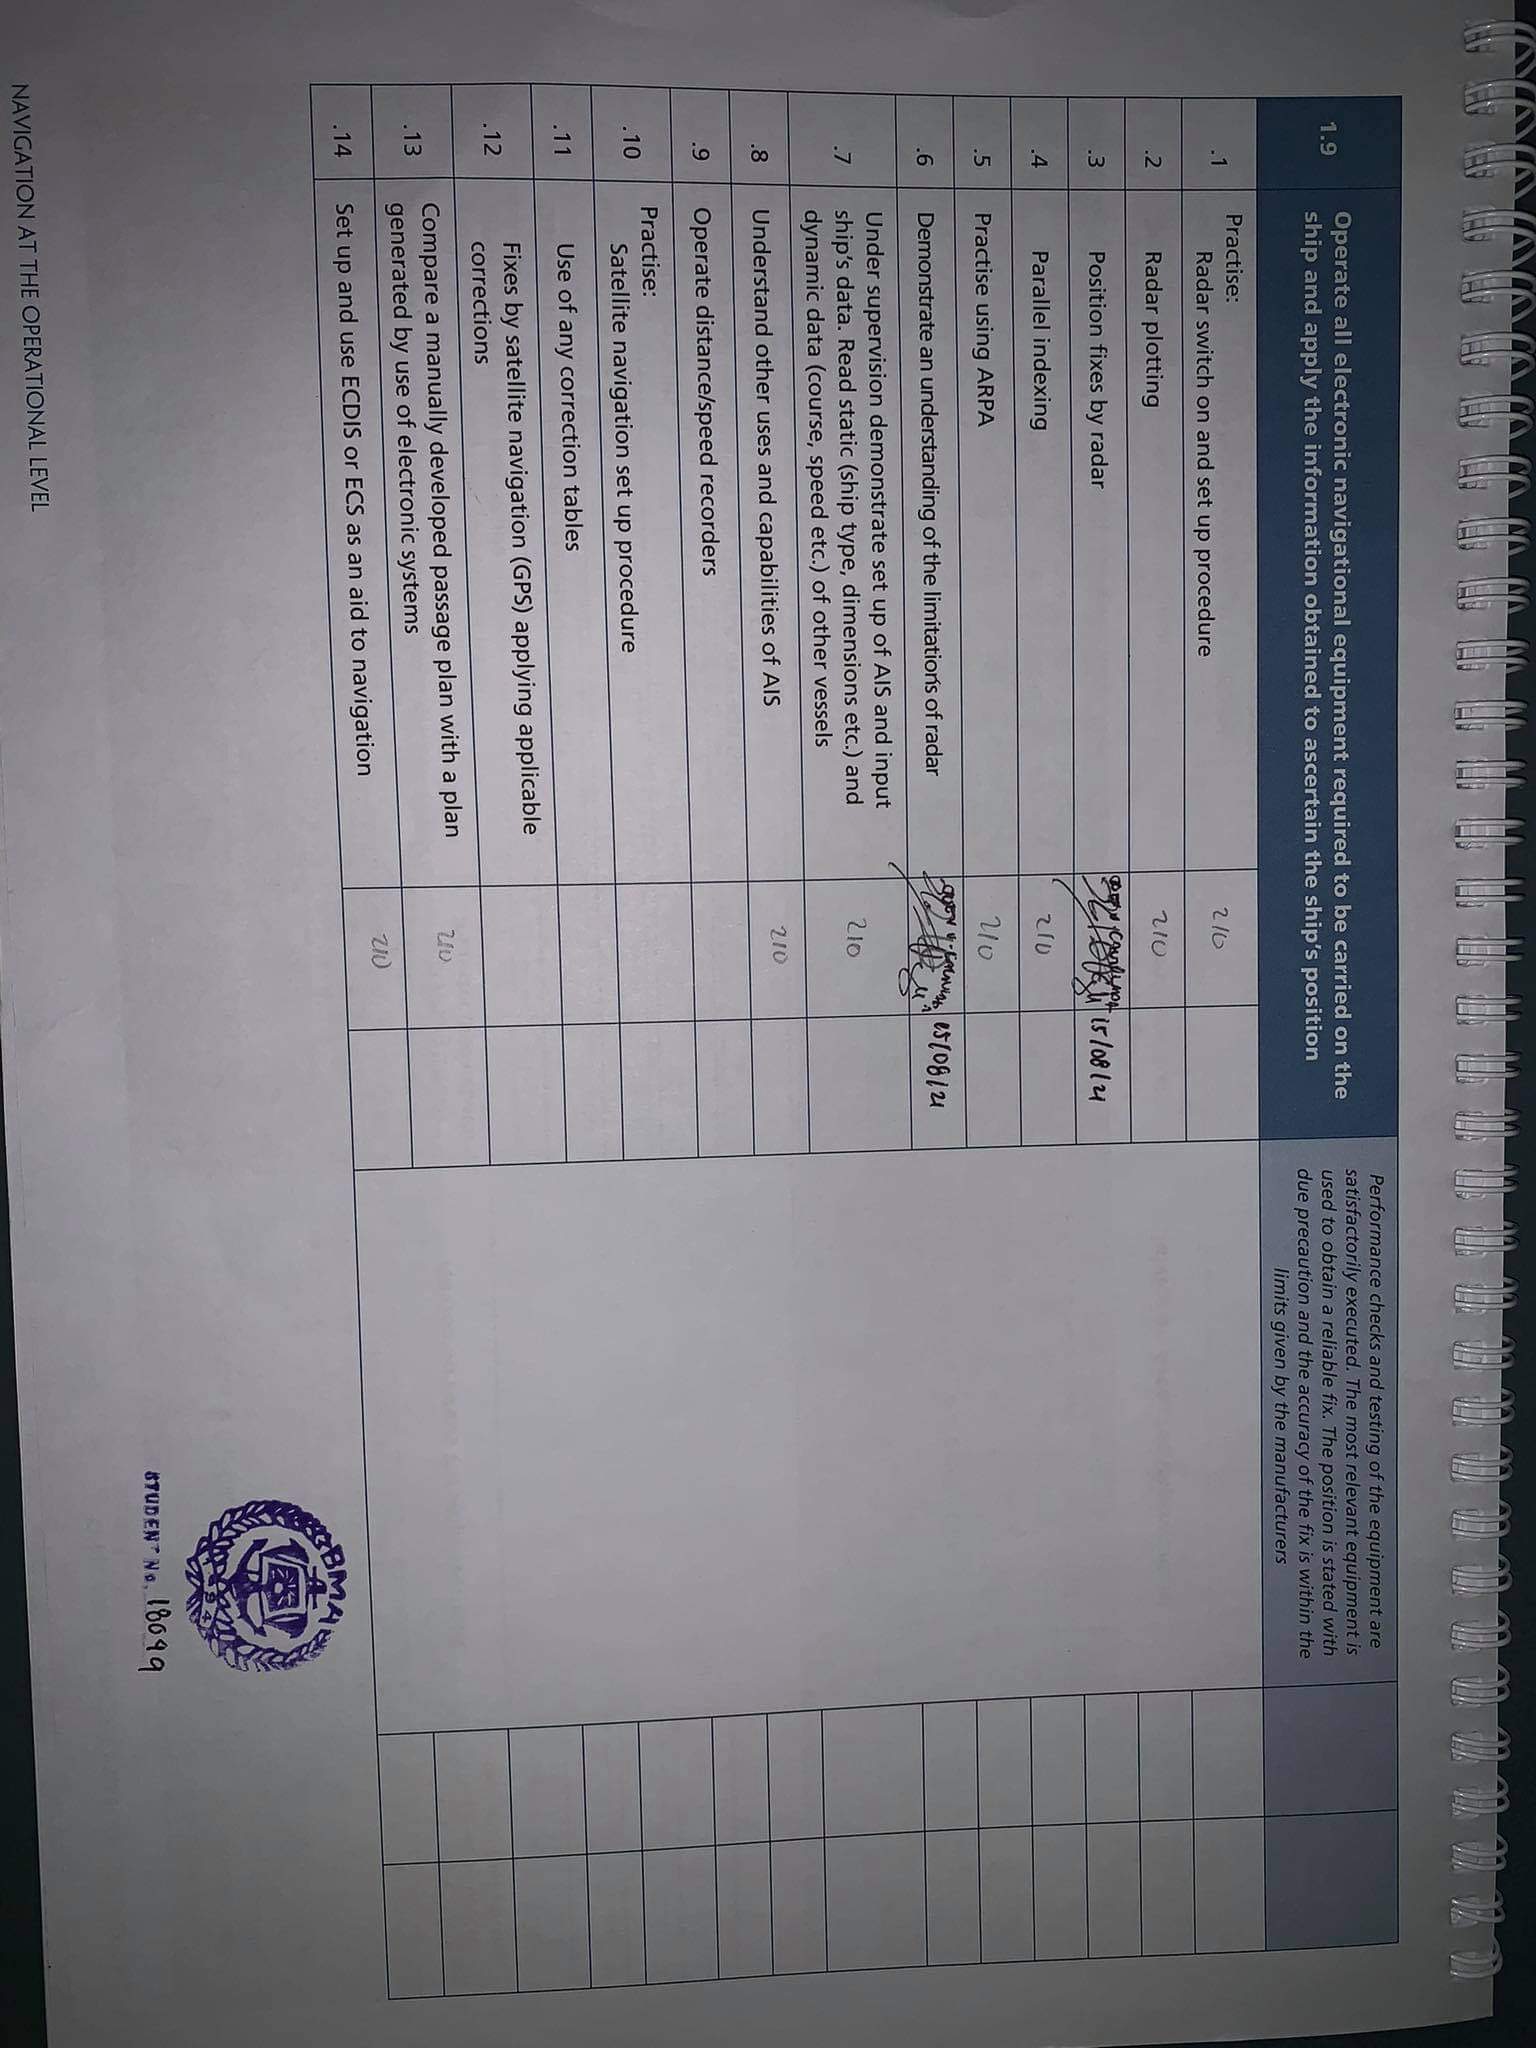 1.9
Operate all electronic navigational equipment required to be carried on the
ship and apply the information obtained to ascertain the ship's position
Performance checks and testing of the equipment are
satisfactorily executed. The most relevant equipment is
used to obtain a reliable fix. The position is stated with
due precaution and the accuracy of the fix is within the
limits given by the manufacturers
Practise:
.1 Radar switch on and set up procedure 210
.2 Radar plotting 210
.3 Position fixes by radar 15/08/21
.4 Parallel indexing 210
.5 Practise using ARPA 210
.6 Demonstrate an understanding of the limitations of radar 25/08/21
Under supervision demonstrate set up of AIS and input
.7 ship's data. Read static (ship type, dimensions etc.) and 210
dynamic data (course, speed etc.) of other vessels
.8 Understand other uses and capabilities of AIS 210
.9 Operate distance/speed recorders
Practise:
.10 Satellite navigation set up procedure
.11 Use of any correction tables
.12 Fixes by satellite navigation (GPS) applying applicable
corrections
.13 Compare a manually developed passage plan with a plan 210
generated by use of electronic systems
.14 Set up and use ECDIS or ECS as an aid to navigation 210
BMA
STUDENT No. 18099
NAVIGATION AT THE OPERATIONAL LEVEL